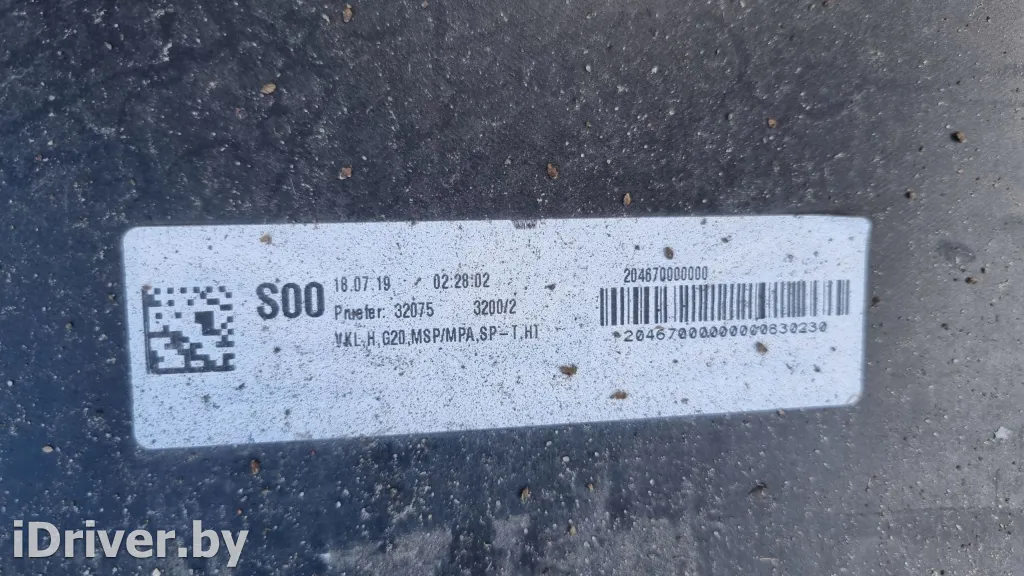 S00
18.07.19 / 02:28:02
Pruefer: 32075 3200/2
VKL,H,G20,MSP/MPA,SP-T,HT
204670000000
*20467000000000830230
iDriver.by